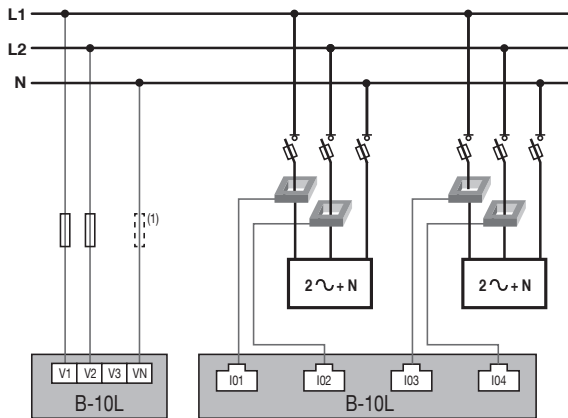 L1
L2
N
(1)
2 ∿ + N
2 ∿ + N
V1 V2 V3 VN
B-10L
I01 I02 I03 I04
B-10L